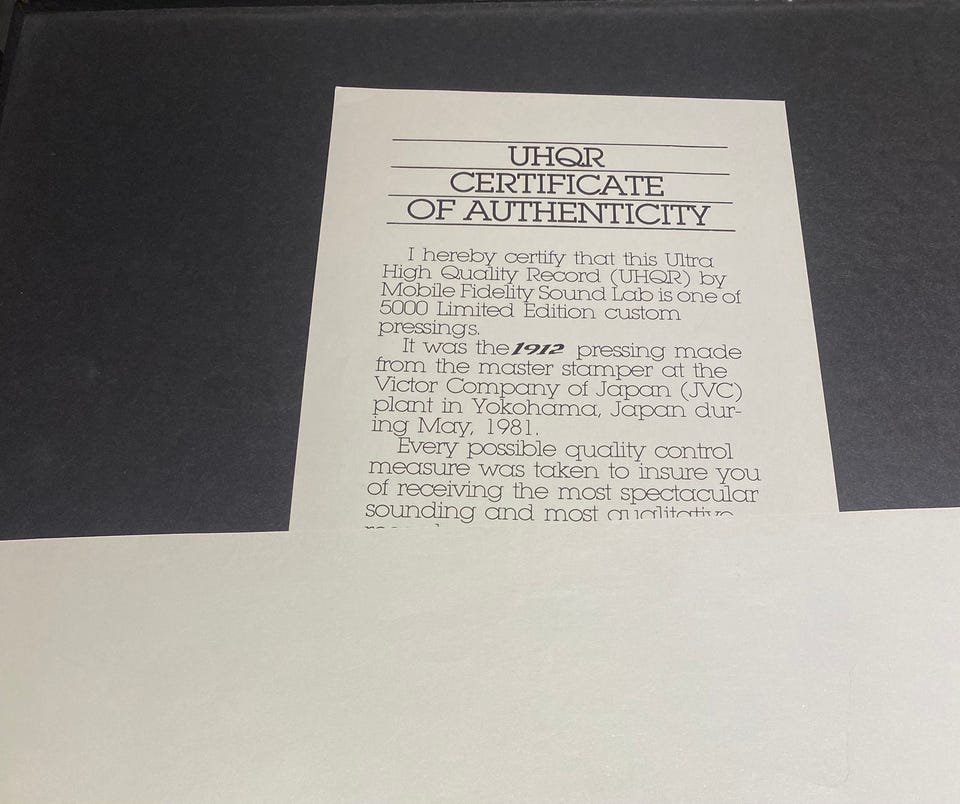 UHQR
CERTIFICATE
OF AUTHENTICITY
I hereby certify that this Ultra
High Quality Record (UHQR) by
Mobile Fidelity Sound Lab is one of
5000 Limited Edition custom
pressings.
It was the 1912 pressing made
from the master stamper at the
Victor Company of Japan (JVC)
plant in Yokohama, Japan dur-
ing May, 1981.
Every possible quality control
measure was taken to insure you
of receiving the most spectacular
sounding and most qualitative